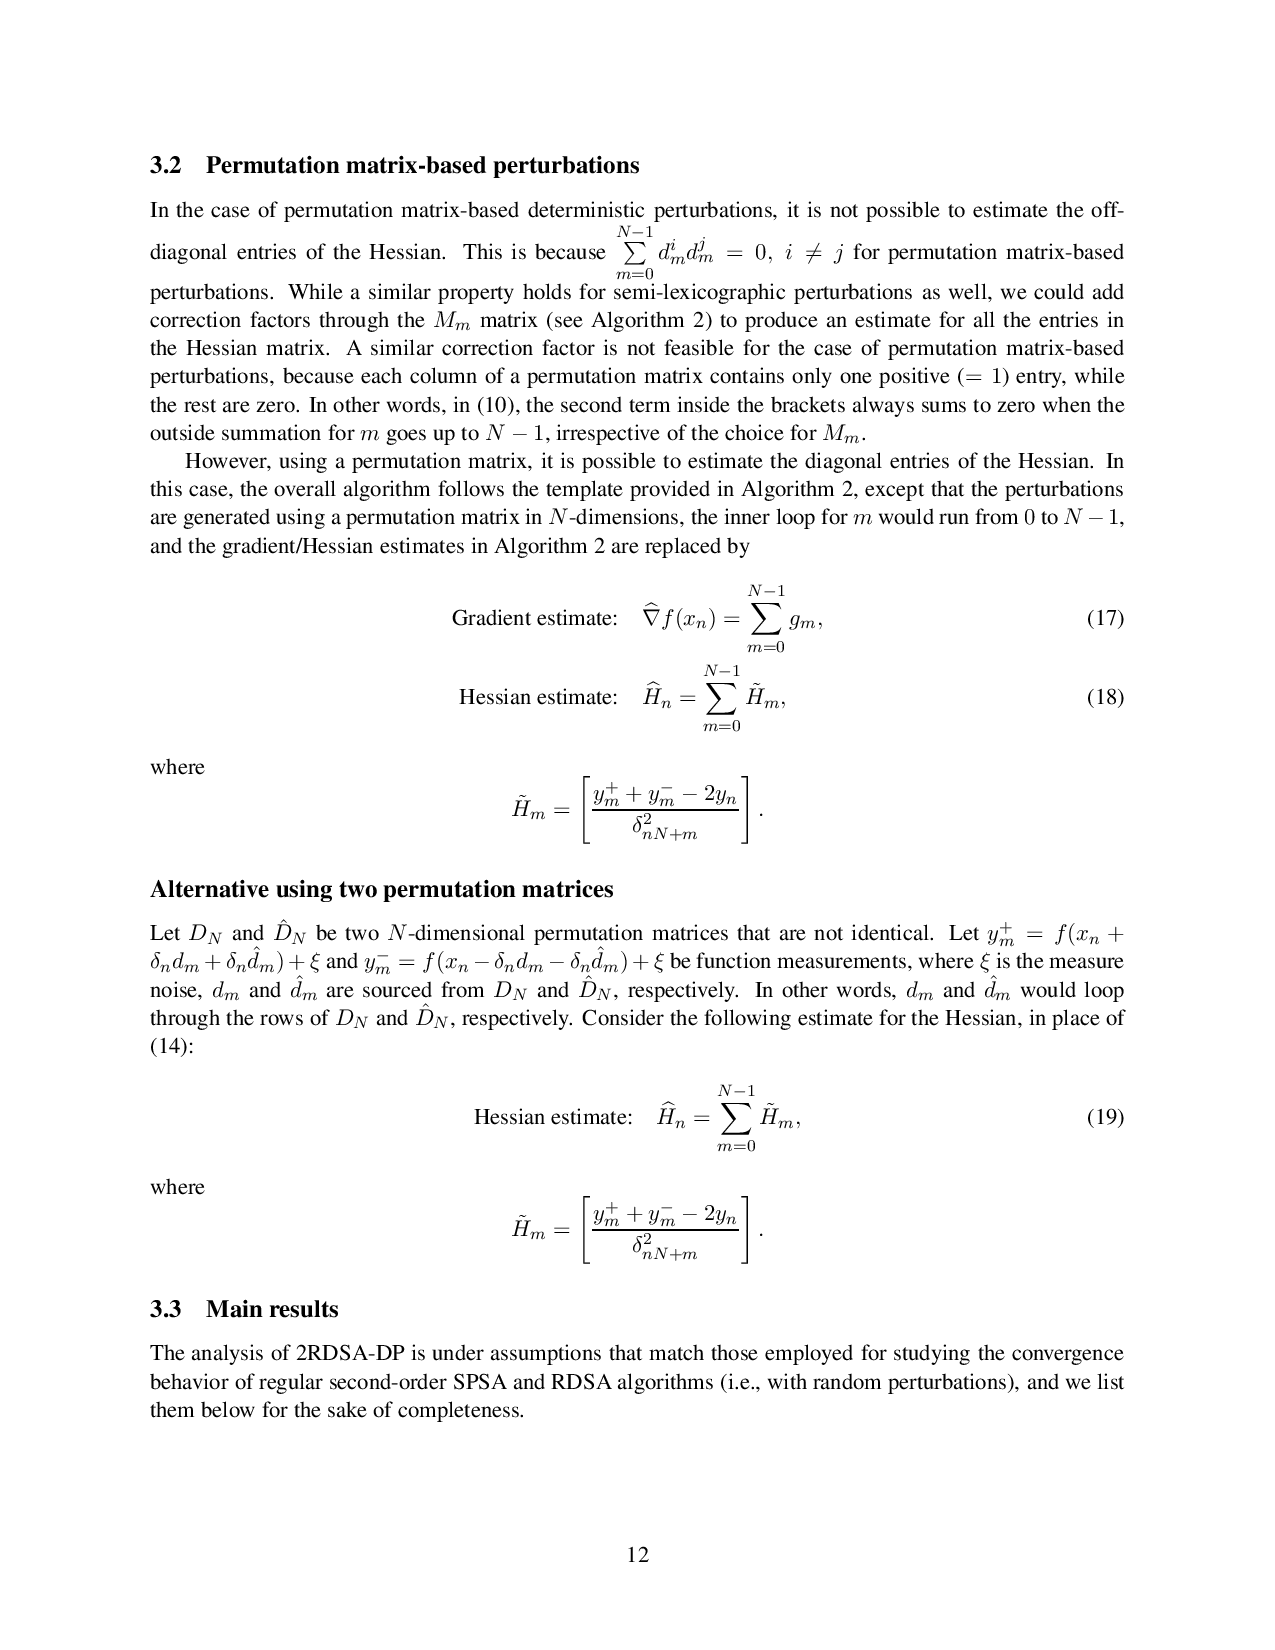 3.2 Permutation matrix-based perturbations
In the case of permutation matrix-based deterministic perturbations, it is not possible to estimate the off-
diagonal entries of the Hessian. This is because $\sum_{m=0}^{N-1} d_m^i d_m^j = 0,\ i \neq j$ for permutation matrix-based
perturbations. While a similar property holds for semi-lexicographic perturbations as well, we could add
correction factors through the $M_m$ matrix (see Algorithm 2) to produce an estimate for all the entries in
the Hessian matrix. A similar correction factor is not feasible for the case of permutation matrix-based
perturbations, because each column of a permutation matrix contains only one positive (= 1) entry, while
the rest are zero. In other words, in (10), the second term inside the brackets always sums to zero when the
outside summation for $m$ goes up to $N - 1$, irrespective of the choice for $M_m$.
However, using a permutation matrix, it is possible to estimate the diagonal entries of the Hessian. In
this case, the overall algorithm follows the template provided in Algorithm 2, except that the perturbations
are generated using a permutation matrix in $N$-dimensions, the inner loop for $m$ would run from 0 to $N - 1$,
and the gradient/Hessian estimates in Algorithm 2 are replaced by
Gradient estimate: $\widehat{\nabla} f(x_n) = \sum_{m=0}^{N-1} g_m,$ (17)
Hessian estimate: $\widehat{H}_n = \sum_{m=0}^{N-1} \tilde{H}_m,$ (18)
where
$\tilde{H}_m = \left[ \frac{y_m^+ + y_m^- - 2y_n}{\delta_{nN+m}^2} \right].$
Alternative using two permutation matrices
Let $D_N$ and $\hat{D}_N$ be two $N$-dimensional permutation matrices that are not identical. Let $y_m^+ = f(x_n +$
$\delta_n d_m + \delta_n \hat{d}_m) + \xi$ and $y_m^- = f(x_n - \delta_n d_m - \delta_n \hat{d}_m) + \xi$ be function measurements, where $\xi$ is the measure
noise, $d_m$ and $\hat{d}_m$ are sourced from $D_N$ and $\hat{D}_N$, respectively. In other words, $d_m$ and $\hat{d}_m$ would loop
through the rows of $D_N$ and $\hat{D}_N$, respectively. Consider the following estimate for the Hessian, in place of
(14):
Hessian estimate: $\widehat{H}_n = \sum_{m=0}^{N-1} \tilde{H}_m,$ (19)
where
$\tilde{H}_m = \left[ \frac{y_m^+ + y_m^- - 2y_n}{\delta_{nN+m}^2} \right].$
3.3 Main results
The analysis of 2RDSA-DP is under assumptions that match those employed for studying the convergence
behavior of regular second-order SPSA and RDSA algorithms (i.e., with random perturbations), and we list
them below for the sake of completeness.
12